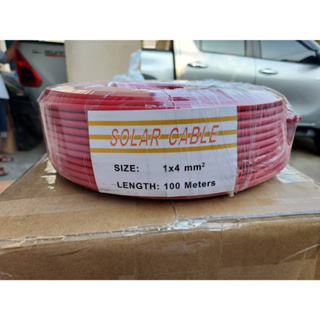 SOLAR CABLE
SIZE: 1x4 mm²
LENGTH: 100 Meters